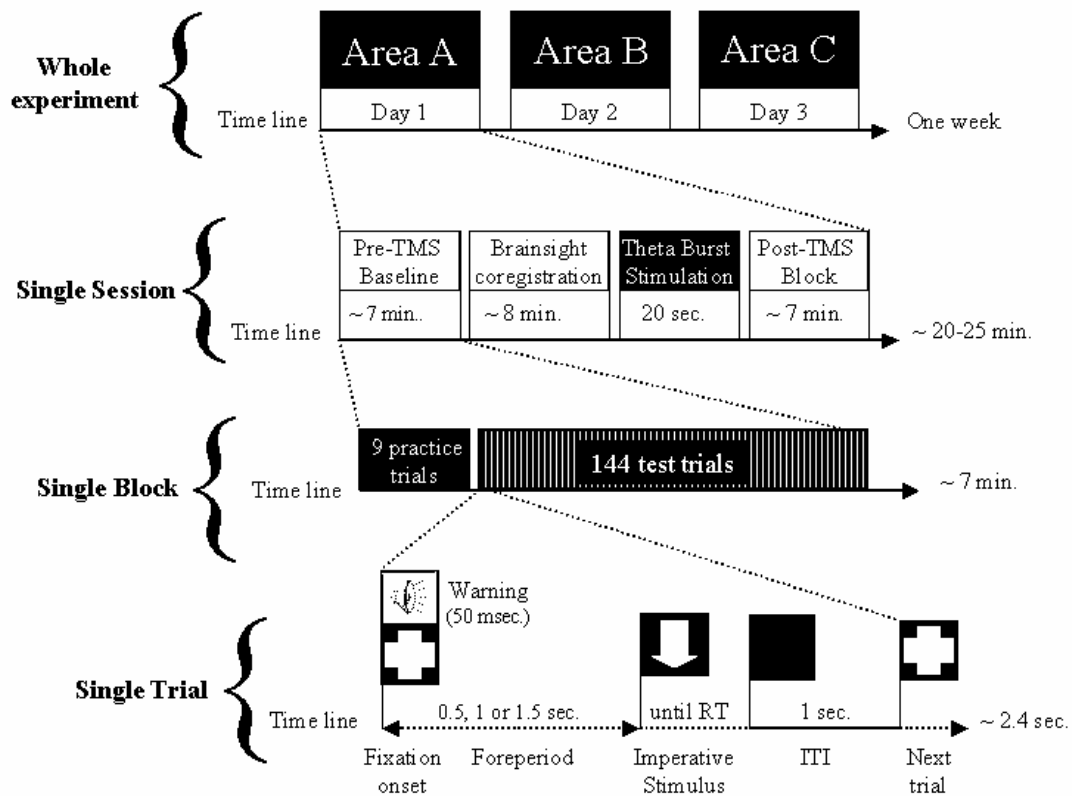 Whole
experiment
Area A
Area B
Area C
Day 1
Day 2
Day 3
Time line
One week
Single Session
Pre-TMS
Baseline
Brainsight
coregistration
Theta Burst
Stimulation
Post-TMS
Block
~ 7 min..
~ 8 min.
20 sec.
~ 7 min.
Time line
~ 20-25 min.
Single Block
9 practice
trials
144 test trials
Time line
~ 7 min.
Single Trial
Warning
(50 msec.)
0.5, 1 or 1.5 sec.
until RT
1 sec.
Time line
~ 2.4 sec.
Fixation
onset
Foreperiod
Imperative
Stimulus
ITI
Next
trial